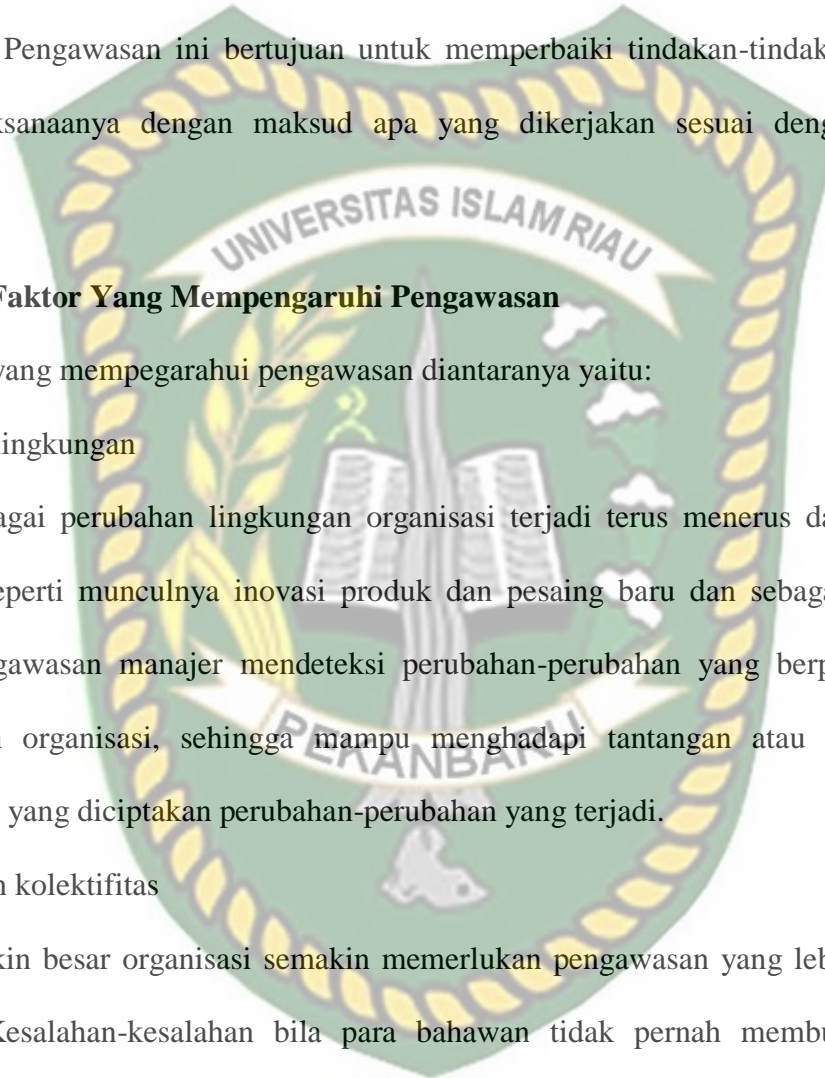 Pengawasan ini bertujuan untuk memperbaiki tindakan-tindak
ksanaanya dengan maksud apa yang dikerjakan sesuai deng
UNIVERSITAS ISLAM RIAU
Faktor Yang Mempengaruhi Pengawasan
yang mempegarahui pengawasan diantaranya yaitu:
lingkungan
agai perubahan lingkungan organisasi terjadi terus menerus da
seperti munculnya inovasi produk dan pesaing baru dan sebaga
gawasan manajer mendeteksi perubahan-perubahan yang berp
organisasi, sehingga mampu menghadapi tantangan atau
PEKANBARU
yang diciptakan perubahan-perubahan yang terjadi.
n kolektifitas
kin besar organisasi semakin memerlukan pengawasan yang leb
Kesalahan-kesalahan bila para bahawan tidak pernah membu